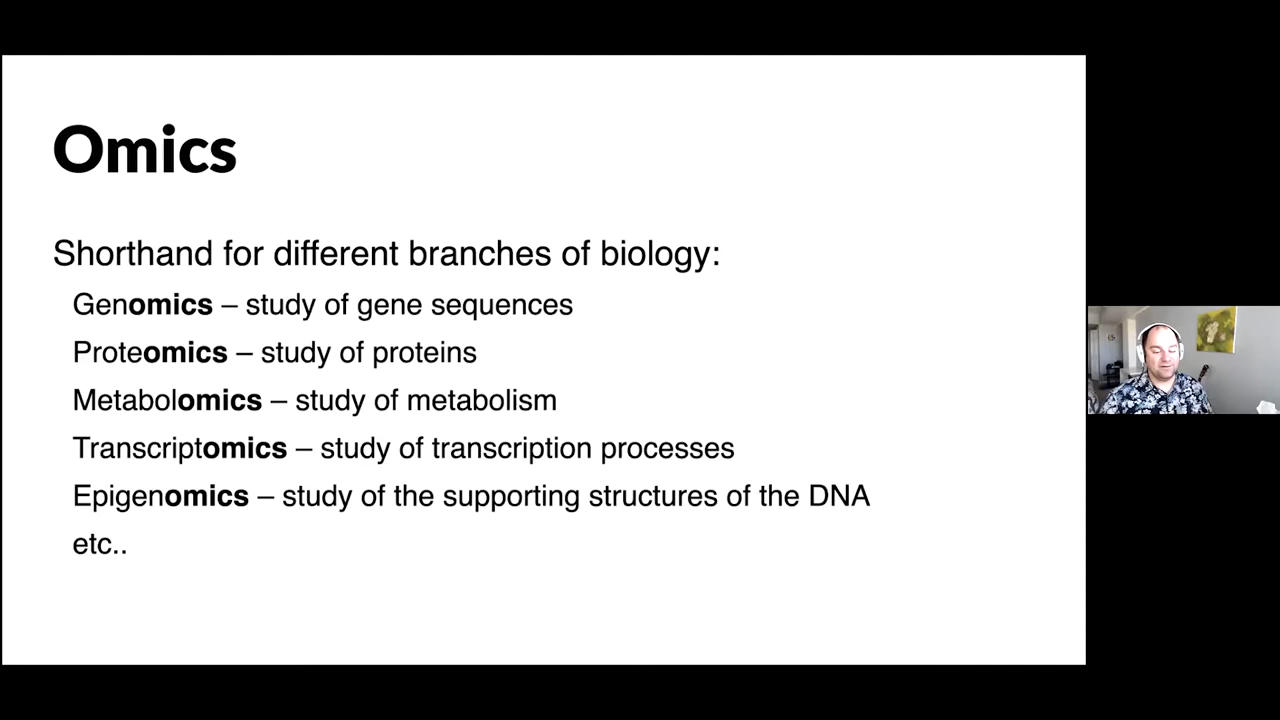 Omics
Shorthand for different branches of biology:
Genomics – study of gene sequences
Proteomics – study of proteins
Metabolomics – study of metabolism
Transcriptomics – study of transcription processes
Epigenomics – study of the supporting structures of the DNA
etc..